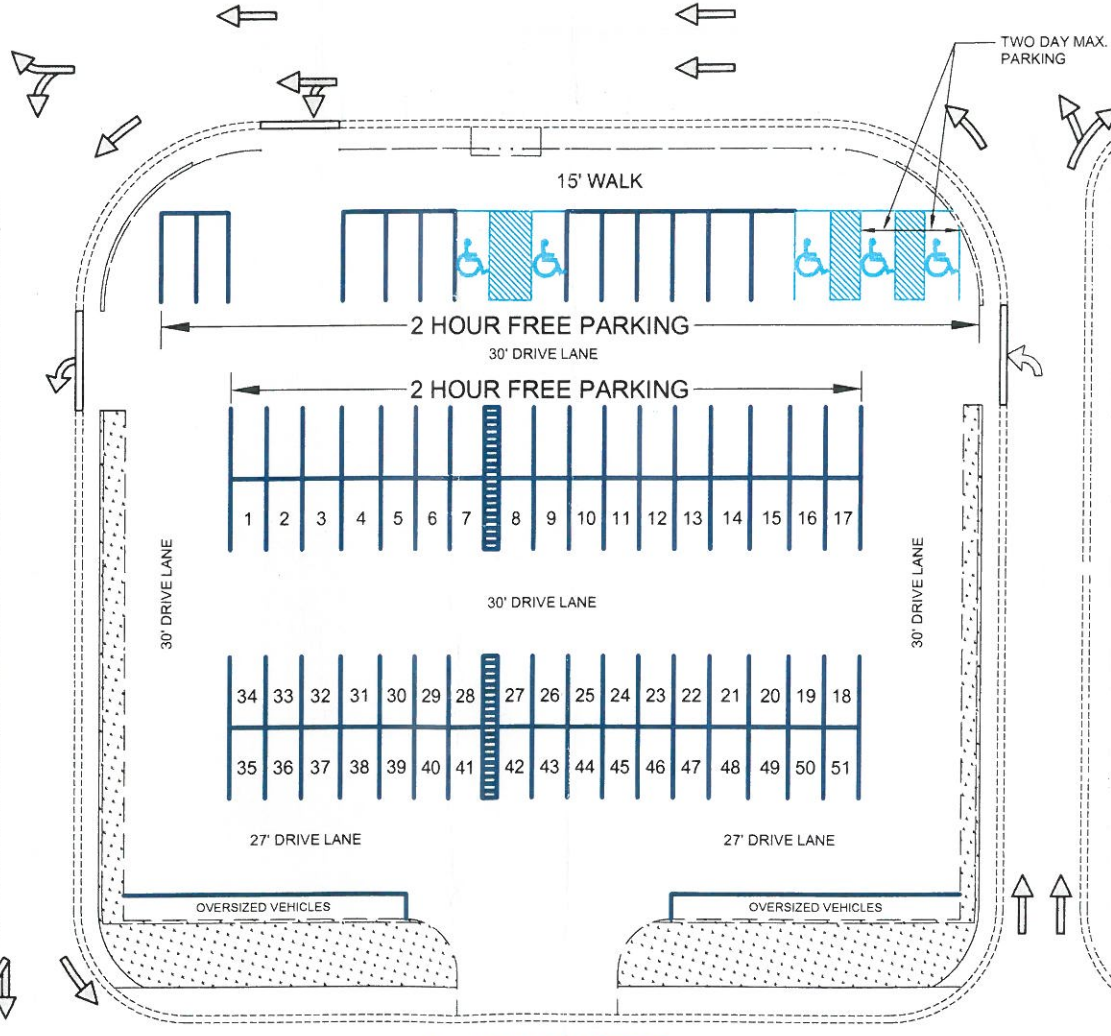 TWO DAY MAX.
PARKING
15' WALK
2 HOUR FREE PARKING
30' DRIVE LANE
2 HOUR FREE PARKING
1 2 3 4 5 6 7 8 9 10 11 12 13 14 15 16 17
30' DRIVE LANE
30' DRIVE LANE
30' DRIVE LANE
34 33 32 31 30 29 28 27 26 25 24 23 22 21 20 19 18
35 36 37 38 39 40 41 42 43 44 45 46 47 48 49 50 51
27' DRIVE LANE 27' DRIVE LANE
OVERSIZED VEHICLES OVERSIZED VEHICLES